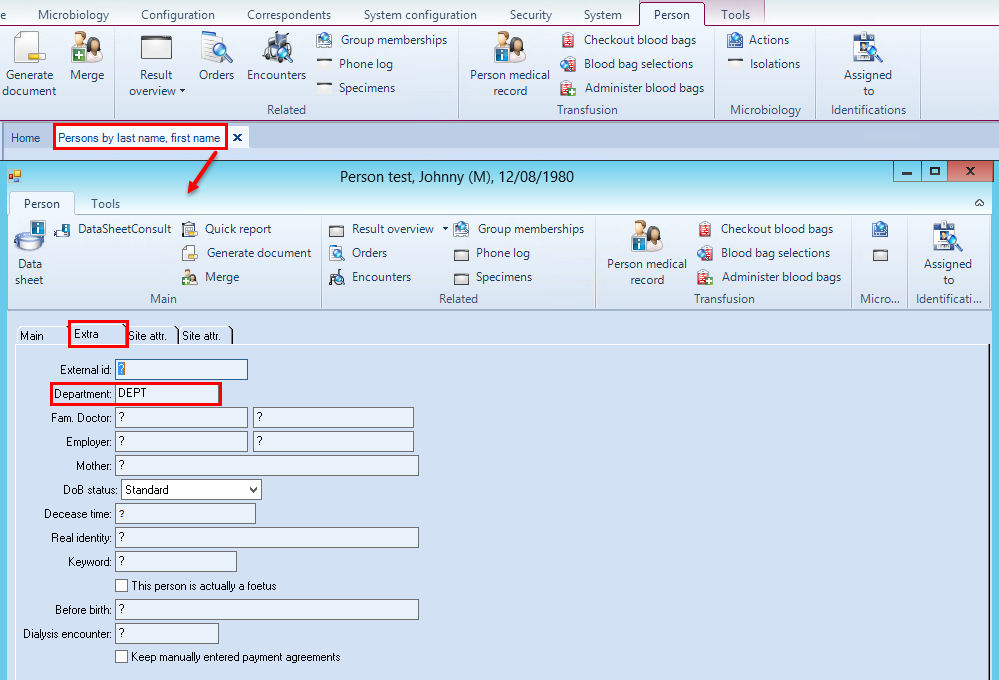 e Microbiology Configuration Correspondents System configuration Security System Person Tools
Generate document
Merge
Result overview
Orders
Encounters
Group memberships
Phone log
Specimens
Related
Person medical record
Checkout blood bags
Blood bag selections
Administer blood bags
Transfusion
Actions
Isolations
Microbiology
Assigned to
Identifications
Home Persons by last name, first name X
Person test, Johnny (M), 12/08/1980
Person Tools
Data sheet
DataSheetConsult
Quick report
Generate document
Merge
Main
Result overview
Orders
Encounters
Group memberships
Phone log
Specimens
Related
Person medical record
Checkout blood bags
Blood bag selections
Administer blood bags
Transfusion
Micro...
Assigned to
Identificati...
Main Extra Site attr. Site attr.
External id: ?
Department: DEPT
Fam. Doctor: ? ?
Employer: ? ?
Mother: ?
DoB status: Standard
Decease time: ?
Real identity: ?
Keyword: ?
This person is actually a foetus
Before birth: ?
Dialysis encounter: ?
Keep manually entered payment agreements